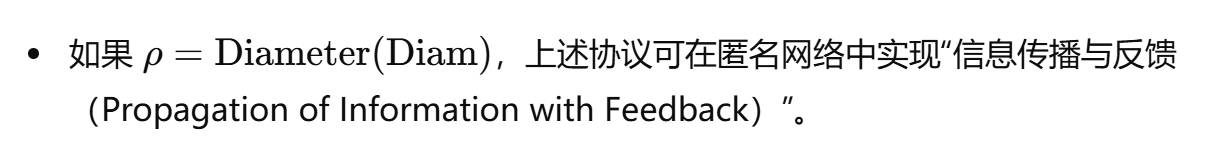 • 如果 ρ = Diameter(Diam)，上述协议可在匿名网络中实现“信息传播与反馈
（Propagation of Information with Feedback）”。